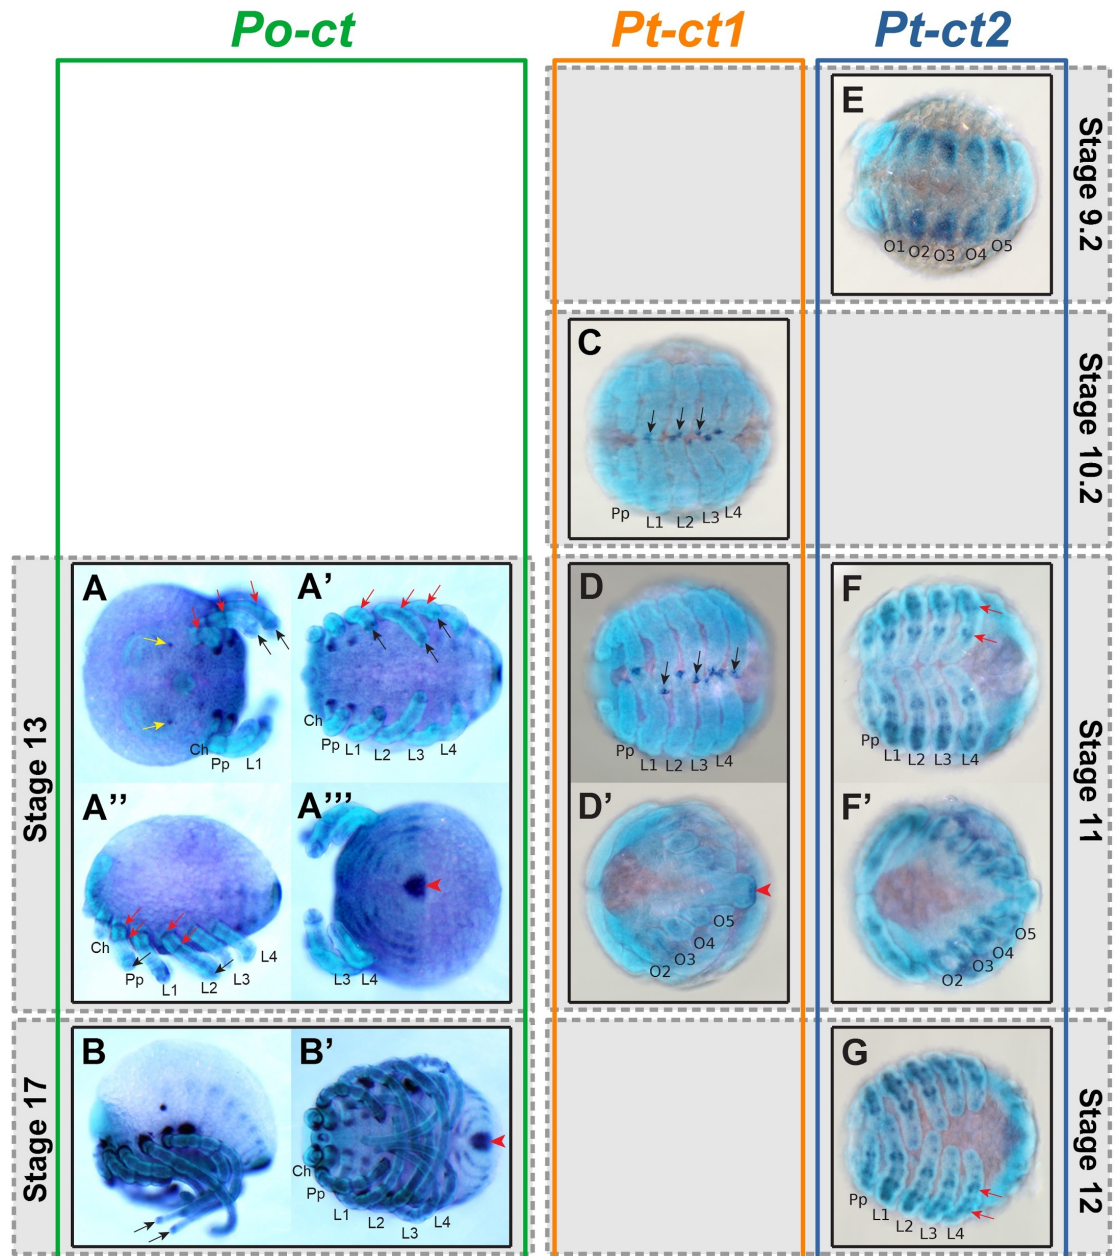 Po-ct
Pt-ct1
Pt-ct2
E
O1 O2 O3 O4 O5
Stage 9.2
C
Pp L1 L2 L3 L4
Stage 10.2
Stage 13
A
Ch
Pp L1
A’
Ch
Pp L1 L2 L3 L4
A’’
Ch
Pp L1 L2 L3 L4
A’’’
L3 L4
D
Pp L1 L2 L3 L4
D’
O2 O3 O4 O5
F
Pp L1 L2 L3 L4
F’
O2 O3 O4 O5
Stage 11
Stage 17
B
B’
Ch
Pp L1 L2 L3 L4
G
Pp L1 L2 L3 L4
Stage 12